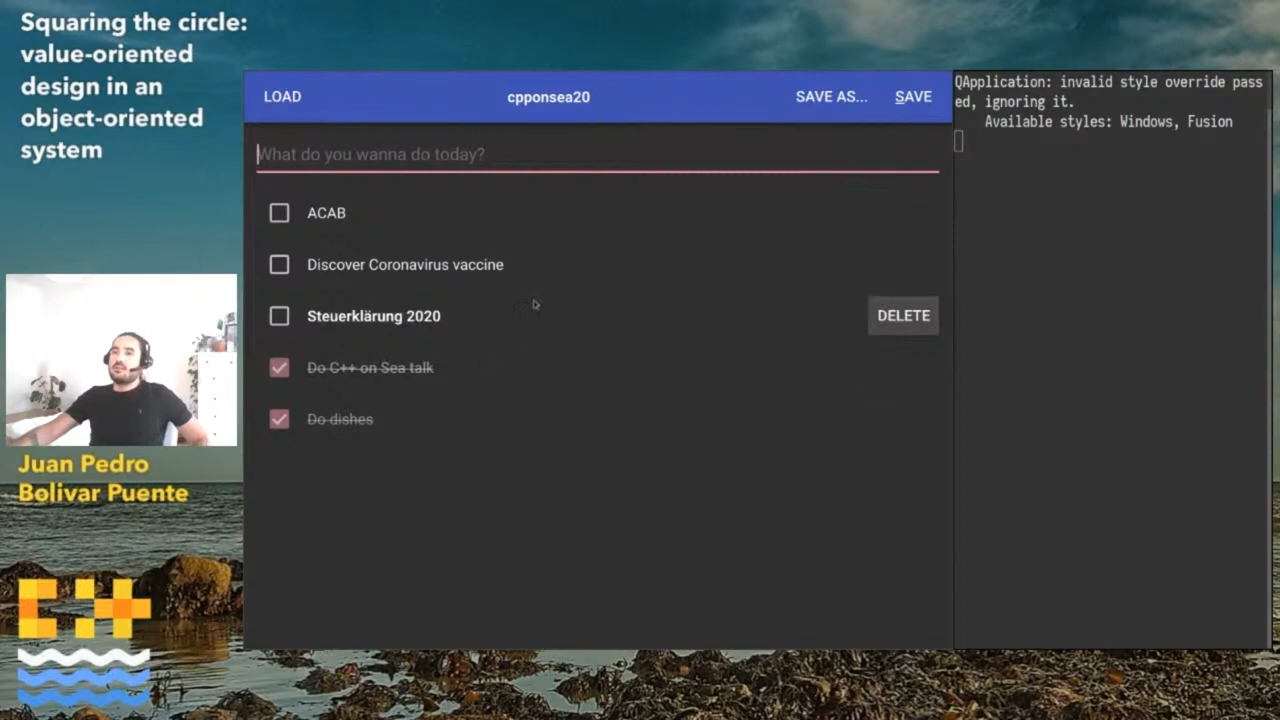 Squaring the circle:
value-oriented
design in an
object-oriented
system
LOAD
cpponsea20
SAVE AS...
SAVE
What do you wanna do today?
ACAB
Discover Coronavirus vaccine
Steuerklärung 2020
DELETE
Do C++ on Sea talk
Do dishes
QApplication: invalid style override pass
ed, ignoring it.
Available styles: Windows, Fusion
Juan Pedro
Bolivar Puente
C++